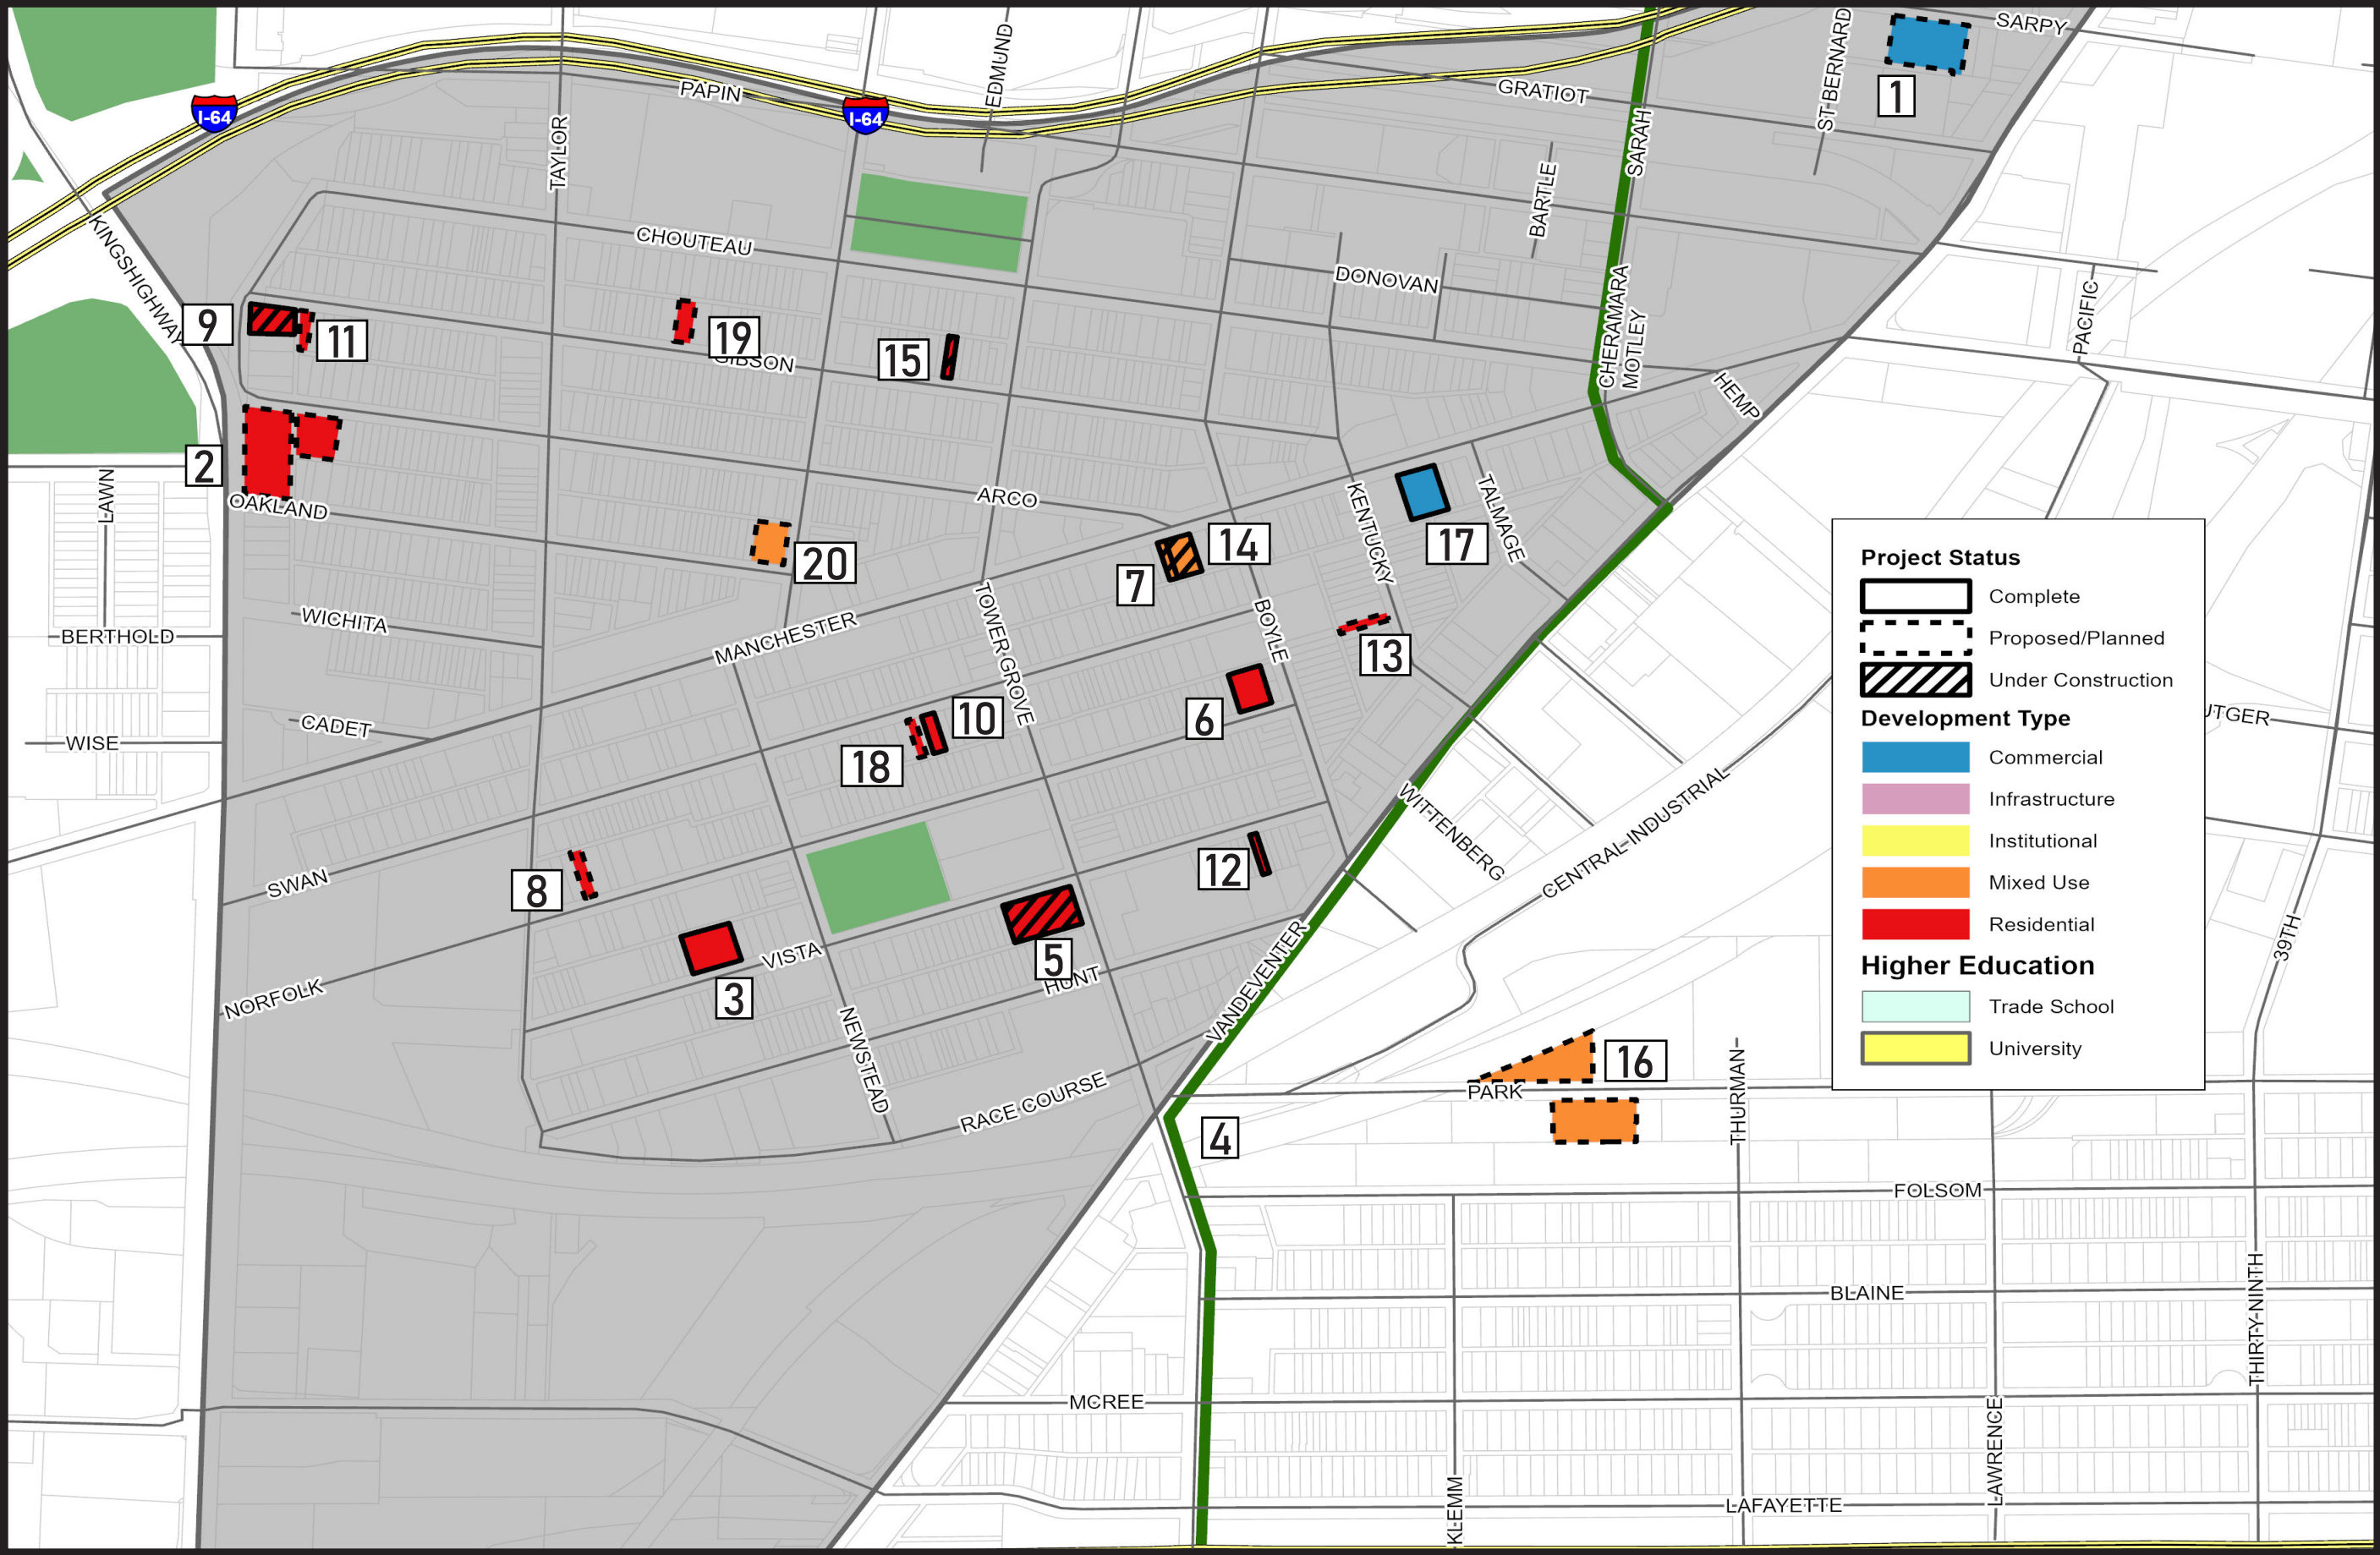 SARPY
ST BERNARD
1
EDMUND
I-64
PAPIN
I-64
GRATIOT
TAYLOR
SARAH
BARTLE
KINGSHIGHWAY
CHOUTEAU
DONOVAN
CHERAMARA
MOTLEY
PACIFIC
9
11
19
GIBSON
15
HEMP
2
LAWN
OAKLAND
ARCO
KENTUCKY
TALMAGE
17
20
14
7
WICHITA
BERTHOLD
MANCHESTER
TOWER GROVE
BOYLE
13
CADET
WISE
10
18
6
SWAN
8
12
WITTENBERG
CENTRAL INDUSTRIAL
NORFOLK
VISTA
3
5
HUNT
VANDEVENTER
39TH
NEWSTEAD
RACE COURSE
4
16
PARK
THURMAN
FOLSOM
BLAINE
THIRTY-NINTH
MCREE
KLEMM
LAWRENCE
LAFAYETTE
Project Status
Complete
Proposed/Planned
Under Construction
Development Type
Commercial
Infrastructure
Institutional
Mixed Use
Residential
Higher Education
Trade School
University